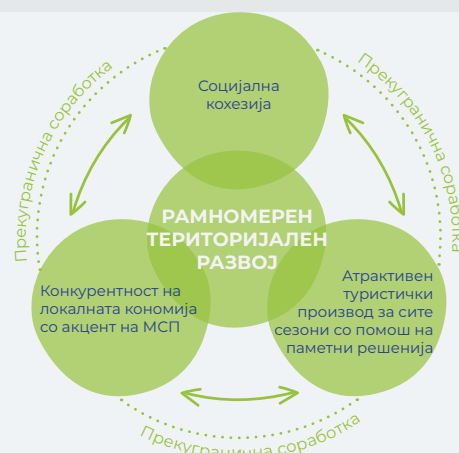 Прекугранична соработка
Социјална
кохезија
Прекугранична соработка
РАМНОМЕРЕН
ТЕРИТОРИЈАЛЕН
РАЗВОЈ
Конкурентност на
локалната кономија
со акцент на МСП
Атрактивен
туристички
производ за сите
сезони со помош на
паметни решенија
Прекугранична соработка